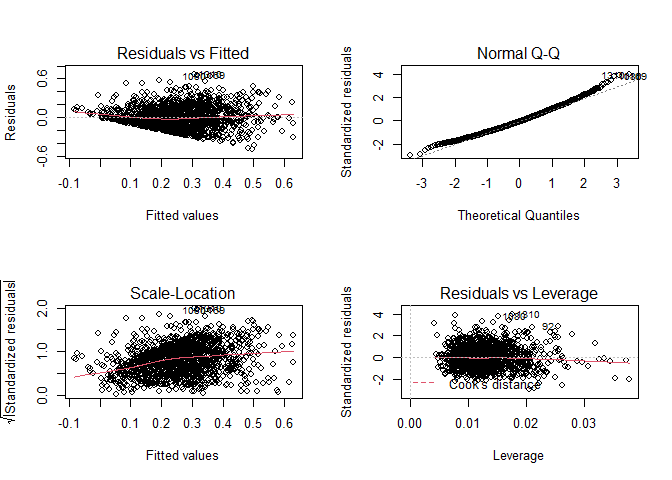 Residuals vs Fitted
Residuals
-0.6 0.0 0.6
-0.1 0.1 0.2 0.3 0.4 0.5 0.6
Fitted values
Normal Q-Q
Standardized residuals
-2 0 2 4
-3 -2 -1 0 1 2 3
Theoretical Quantiles
Scale-Location
√|Standardized residuals|
0.0 1.0 2.0
-0.1 0.1 0.2 0.3 0.4 0.5 0.6
Fitted values
Residuals vs Leverage
Standardized residuals
-2 0 2 4
920
Cook's distance
0.00 0.01 0.02 0.03
Leverage